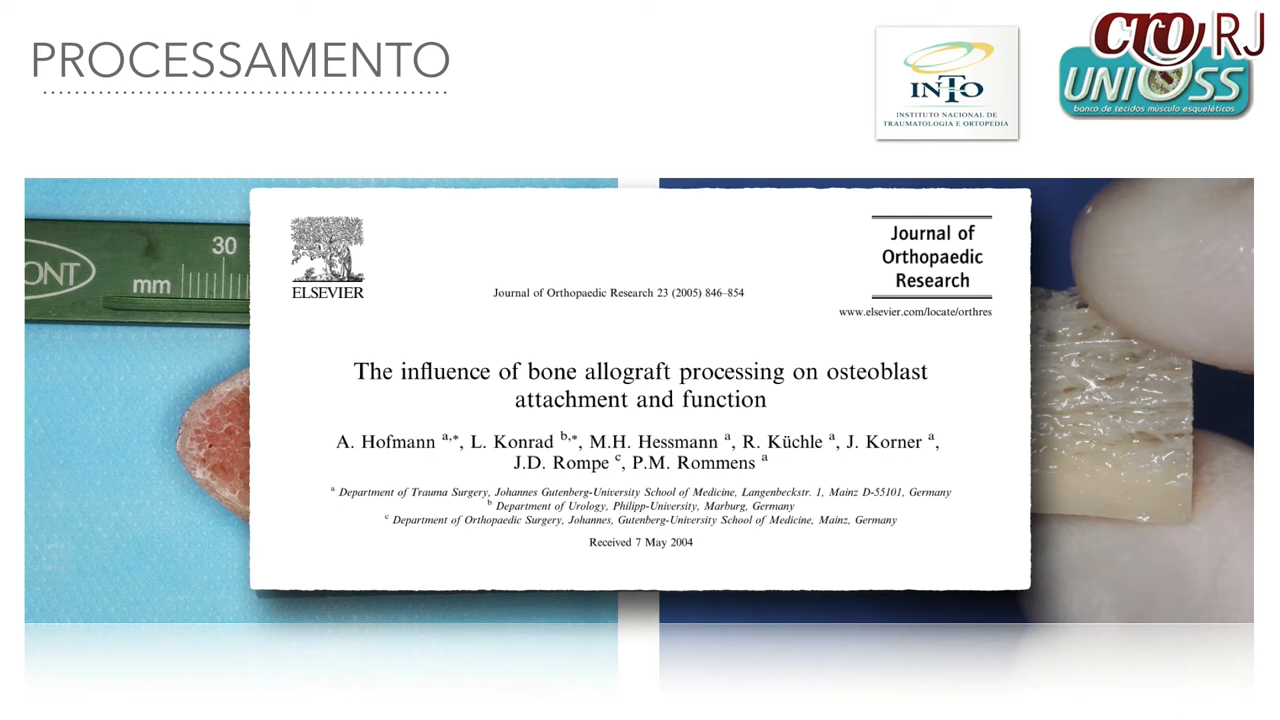 PROCESSAMENTO
INTO
INSTITUTO NACIONAL DE
TRAUMATOLOGIA E ORTOPEDIA
CRO RJ
UNIOSS
banco de tecidos músculo esqueléticos
30
mm
ONT
ELSEVIER
Journal of Orthopaedic Research 23 (2005) 846–854
Journal of
Orthopaedic
Research
www.elsevier.com/locate/orthres
The influence of bone allograft processing on osteoblast
attachment and function
A. Hofmann a,*, L. Konrad b,*, M.H. Hessmann a, R. Küchle a, J. Korner a,
J.D. Rompe c, P.M. Rommens a
a Department of Trauma Surgery, Johannes Gutenberg-University School of Medicine, Langenbeckstr. 1, Mainz D-55101, Germany
b Department of Urology, Philipp-University, Marburg, Germany
c Department of Orthopaedic Surgery, Johannes, Gutenberg-University School of Medicine, Mainz, Germany
Received 7 May 2004